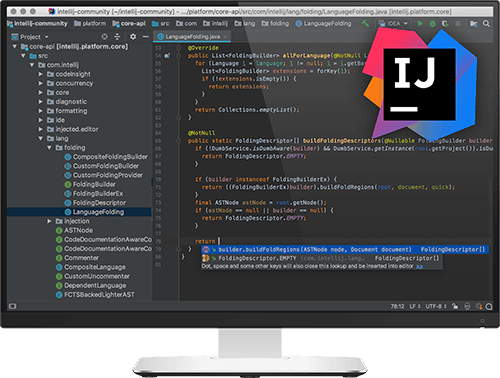 intellij-community [~/intellij-community] - .../platform/core-api/src/com/intellij/lang/folding/LanguageFolding.java
intellij-community platform core-api src com intellij lang folding LanguageFolding IDEA
Project
LanguageFolding.java
core-api [intellij.platform.core]
src
com.intellij
codeinsight
concurrency
core
diagnostic
formatting
ide
injected.editor
lang
folding
CompositeFoldingBuilder
CustomFoldingBuilder
CustomFoldingProvider
FoldingBuilder
FoldingBuilderEx
FoldingDescriptor
LanguageFolding
injection
ASTNode
CodeDocumentationAwareCo
CodeDocumentationAwareCo
Commenter
CompositeLanguage
CustomUncommenter
DependentLanguage
FCTSBackedLighterAST
@Override
public List<FoldingBuilder> allForLanguage(@NotNull
for (Language l = language; l != null; l = l.getBa
List<FoldingBuilder> extensions = forKey(l);
if (!extensions.isEmpty()) {
return extensions;
}
}
return Collections.emptyList();
}
@NotNull
public static FoldingDescriptor[] buildFoldingDescriptors(@Nullable FoldingBuilder builder
if (!DumbService.isDumbAware(builder) && DumbService.getInstance(root.getProject()).isDu
return FoldingDescriptor.EMPTY;
}
if (builder instanceof FoldingBuilderEx) {
return ((FoldingBuilderEx)builder).buildFoldRegions(root, document, quick);
}
final ASTNode astNode = root.getNode();
if (astNode == null || builder == null) {
return FoldingDescriptor.EMPTY;
}
return
builder.buildFoldRegions(ASTNode node, Document document) FoldingDescriptor[]
FoldingDescriptor.EMPTY (com.intellij.lang... FoldingDescriptor[]
Dot, space and some other keys will also close this lookup and be inserted into editor >>
}
78:12 LF UTF-8
IJ